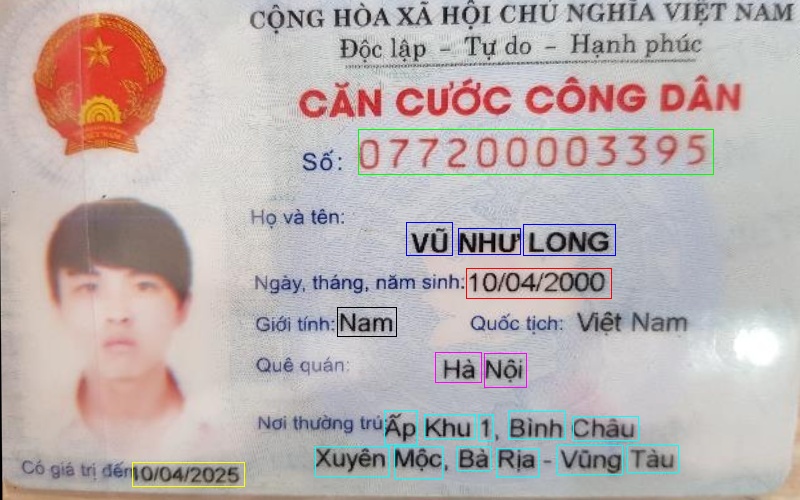 CỘNG HÒA XÃ HỘI CHỦ NGHĨA VIỆT NAM
Độc lập – Tự do – Hạnh phúc
CĂN CƯỚC CÔNG DÂN
Số: 077200003395
Họ và tên:
VŨ NHƯ LONG
Ngày, tháng, năm sinh: 10/04/2000
Giới tính: Nam Quốc tịch: Việt Nam
Quê quán: Hà Nội
Nơi thường trú: Ấp Khu 1, Bình Châu
Xuyên Mộc, Bà Rịa - Vũng Tàu
Có giá trị đến 10/04/2025